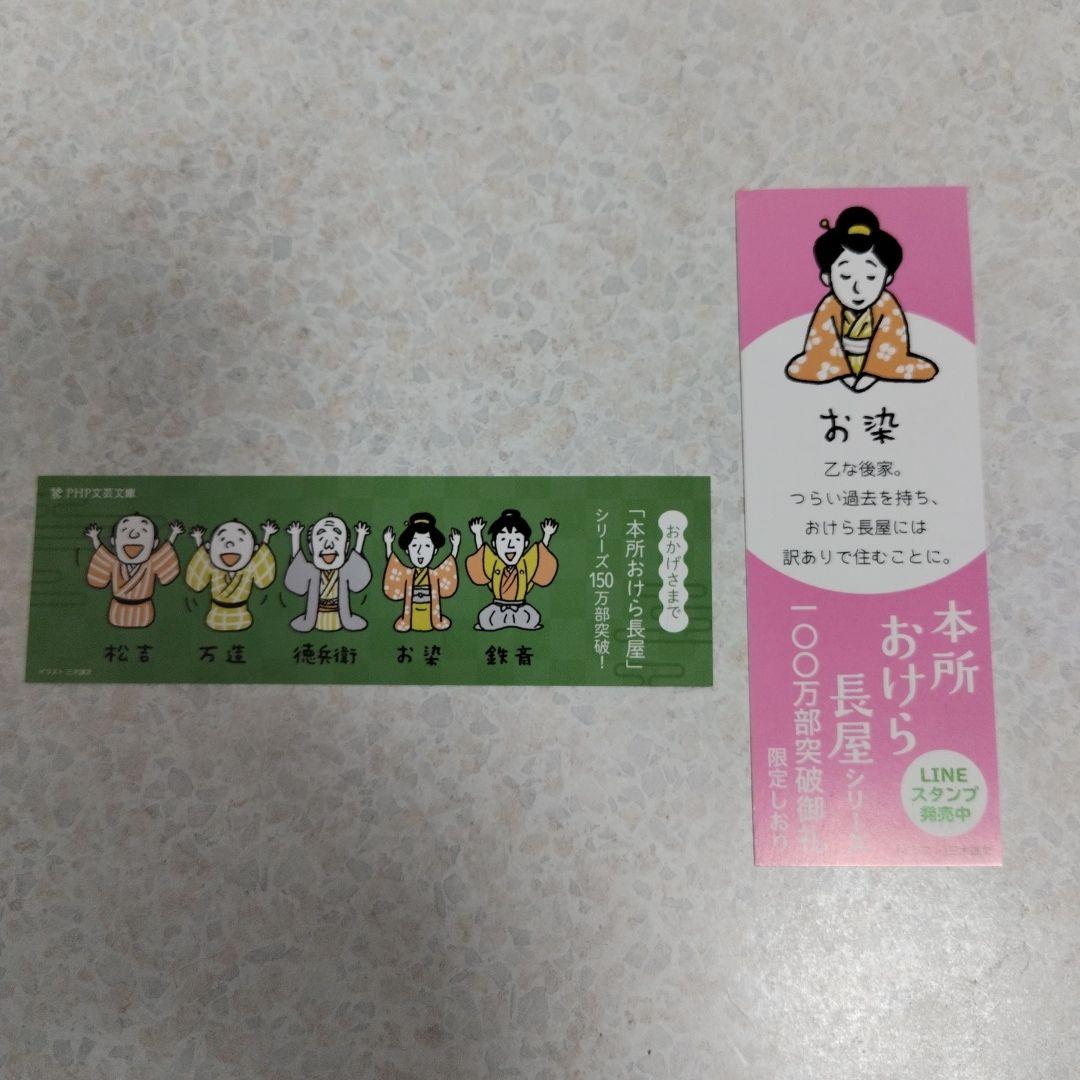 PHP文芸文庫
おかげさまで
「本所おけら長屋」
シリーズ150万部突破！
松吉
万造
徳兵衛
お染
鉄斎
お染
乙な後家。
つらい過去を持ち、
おけら長屋には
訳ありで住むことに。
本所
おけら
長屋シリーズ
一〇〇万部突破御礼
限定しおり
LINE
スタンプ
発売中